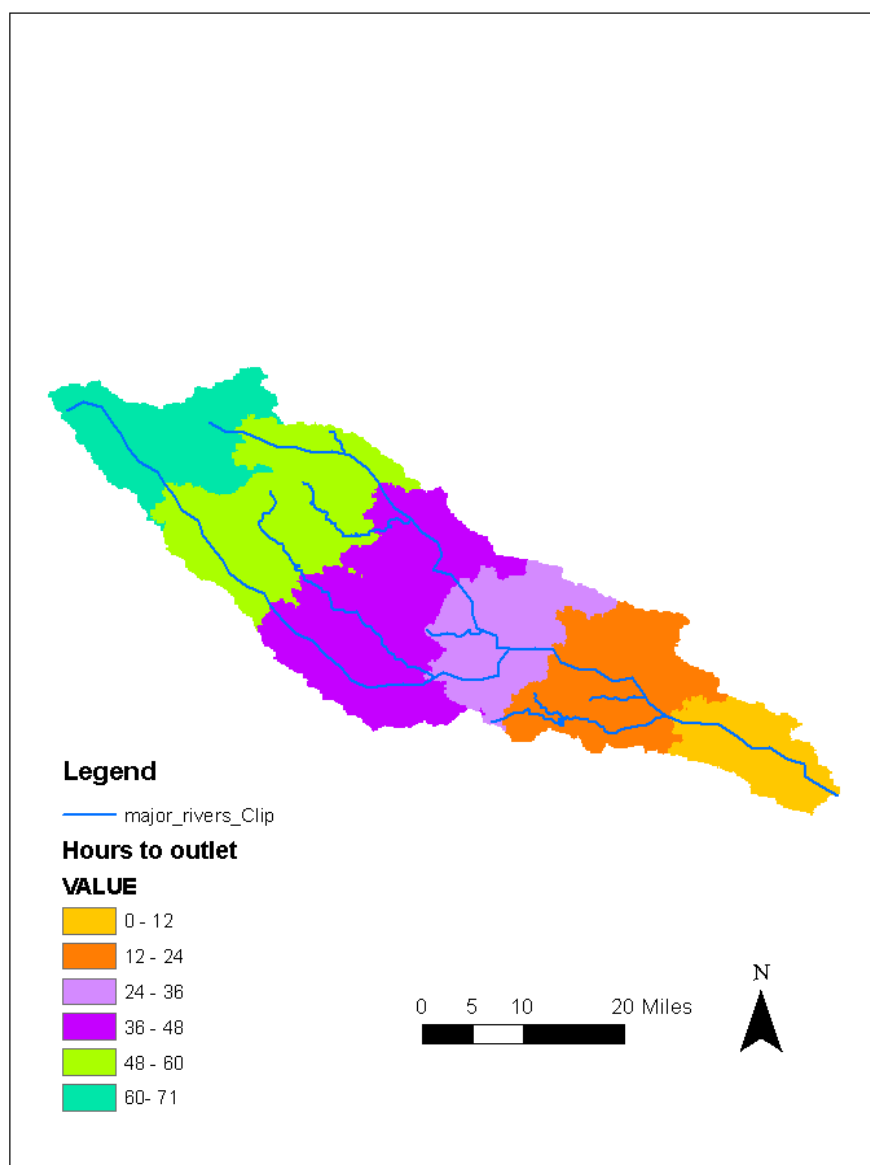 Legend
major_rivers_Clip
Hours to outlet
VALUE
0 - 12
12 - 24
24 - 36
36 - 48
48 - 60
60- 71
0 5 10 20 Miles
N